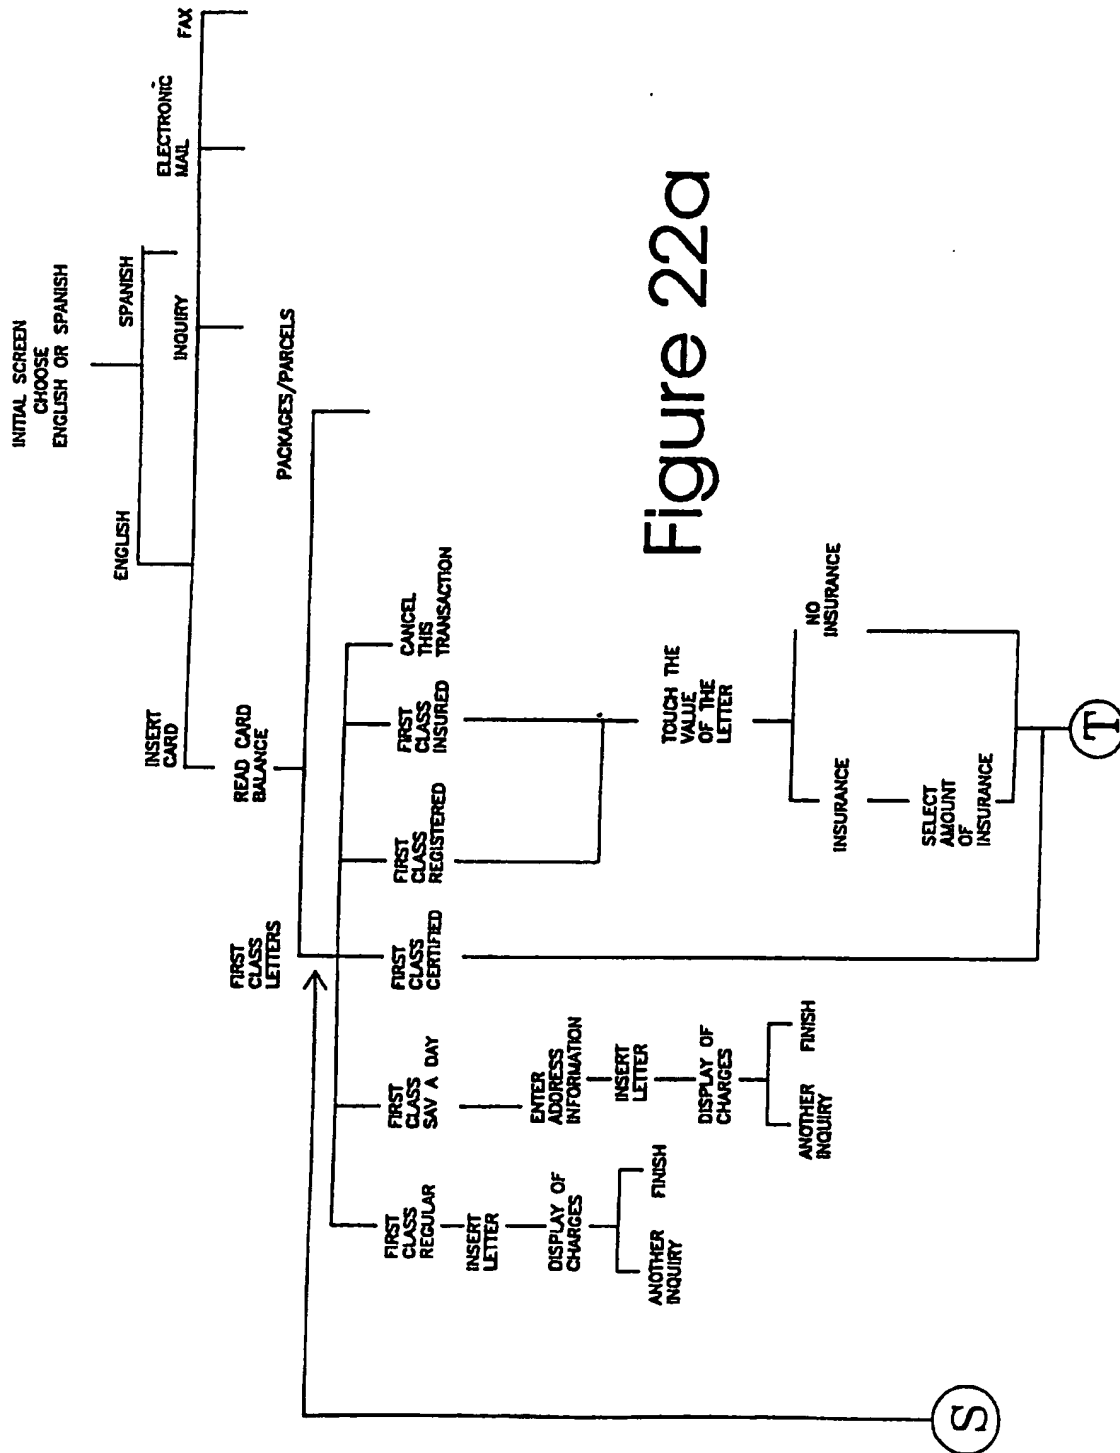 INITIAL SCREEN
CHOOSE
ENGLISH OR SPANISH
ENGLISH
SPANISH
INSERT
CARD
INQUIRY
ELECTRONIC
MAIL
FAX
READ CARD
BALANCE
FIRST
CLASS
LETTERS
PACKAGES/PARCELS
FIRST
CLASS
REGULAR
FIRST
CLASS
SAV A DAY
FIRST
CLASS
CERTIFIED
FIRST
CLASS
REGISTERED
FIRST
CLASS
INSURED
CANCEL
THIS
TRANSACTION
INSERT
LETTER
DISPLAY OF
CHARGES
ANOTHER
INQUIRY
FINISH
ENTER
ADDRESS
INFORMATION
INSERT
LETTER
DISPLAY OF
CHARGES
ANOTHER
INQUIRY
FINISH
TOUCH THE
VALUE
OF THE
LETTER
INSURANCE
NO
INSURANCE
SELECT
AMOUNT
OF
INSURANCE
S
T
Figure 22a